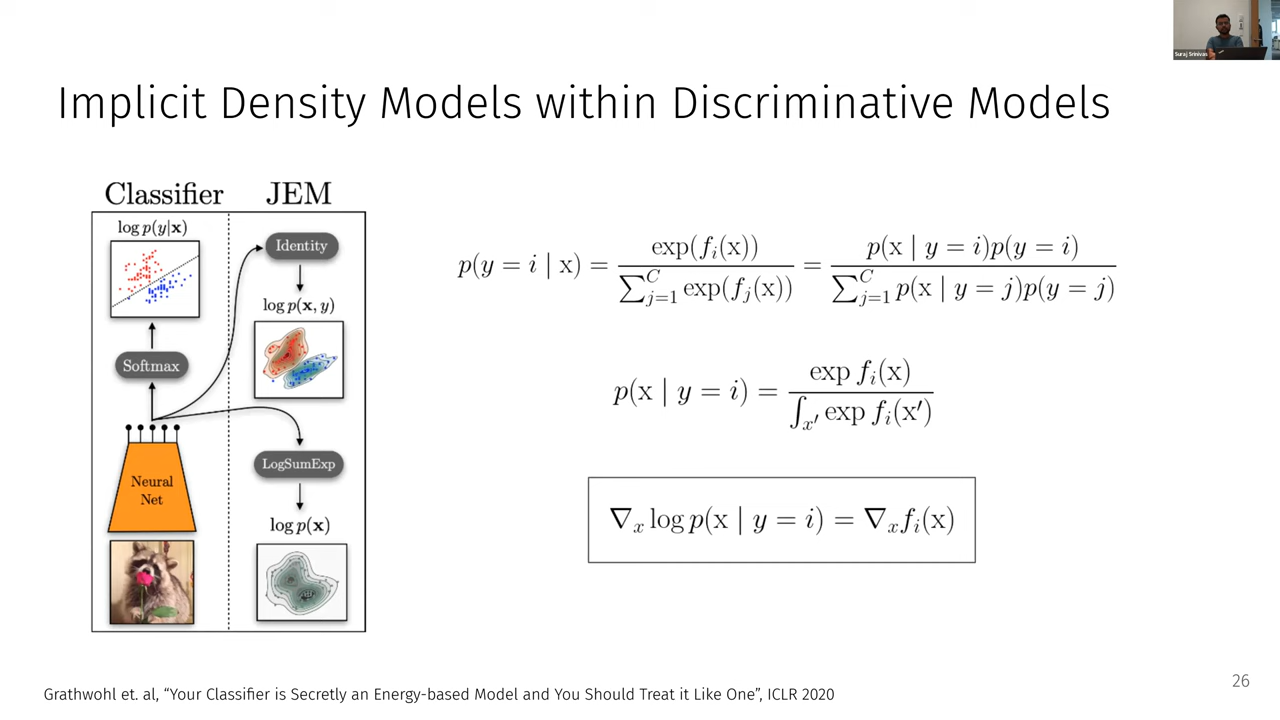 Suraj Srinivas
Implicit Density Models within Discriminative Models
Classifier JEM
log p(y|x)
Identity
log p(x, y)
Softmax
LogSumExp
Neural
Net
log p(x)
p(y = i | x) = exp(f_i(x)) / ∑_{j=1}^{C} exp(f_j(x)) = p(x | y = i)p(y = i) / ∑_{j=1}^{C} p(x | y = j)p(y = j)
p(x | y = i) = exp f_i(x) / ∫_{x′} exp f_i(x′)
∇_x log p(x | y = i) = ∇_x f_i(x)
Grathwohl et. al, “Your Classifier is Secretly an Energy-based Model and You Should Treat it Like One”, ICLR 2020
26